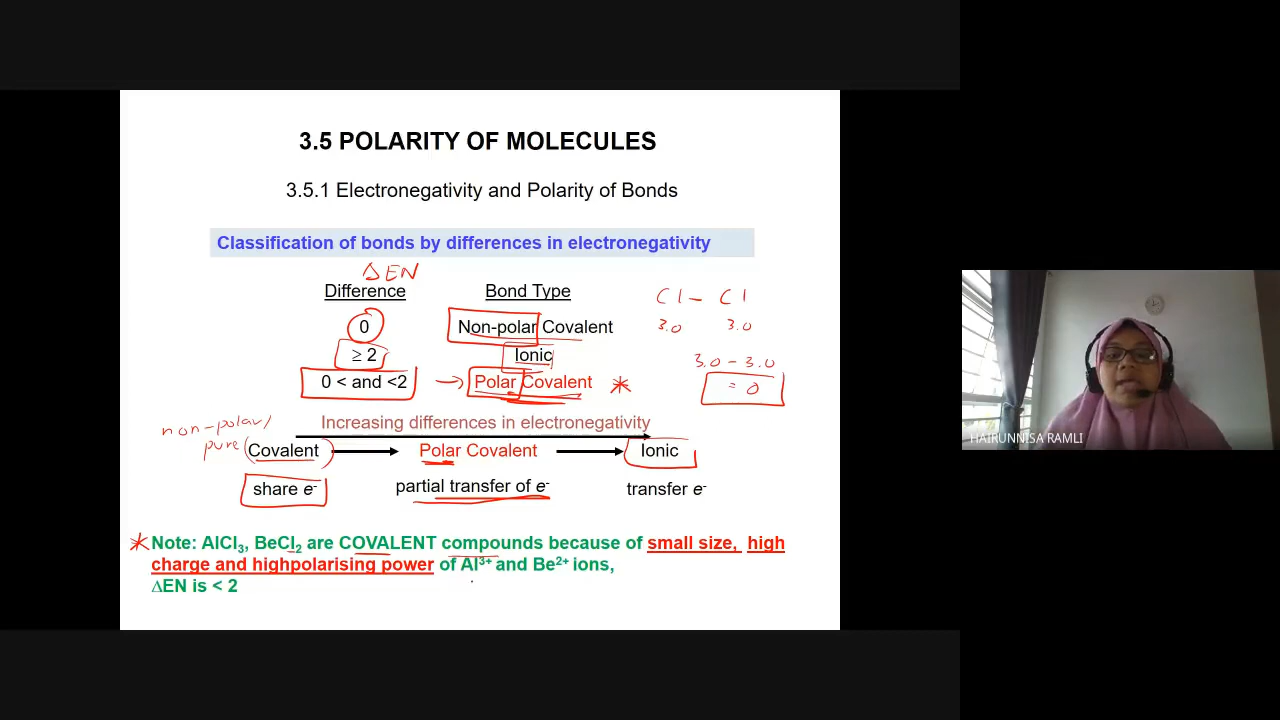 3.5 POLARITY OF MOLECULES
3.5.1 Electronegativity and Polarity of Bonds
Classification of bonds by differences in electronegativity
Δ EN
Difference Bond Type
0 Non-polar Covalent
≥ 2 Ionic
0 < and <2 → Polar Covalent *
Cl – Cl
3.0 3.0
3.0 – 3.0
= 0
Increasing differences in electronegativity
non-polar/
pure (Covalent) Polar Covalent Ionic
share e⁻ partial transfer of e⁻ transfer e⁻
* Note: AlCl₃, BeCl₂ are COVALENT compounds because of small size, high
charge and highpolarising power of Al³⁺ and Be²⁺ ions,
ΔEN is < 2
HAIRUNNISA RAMLI